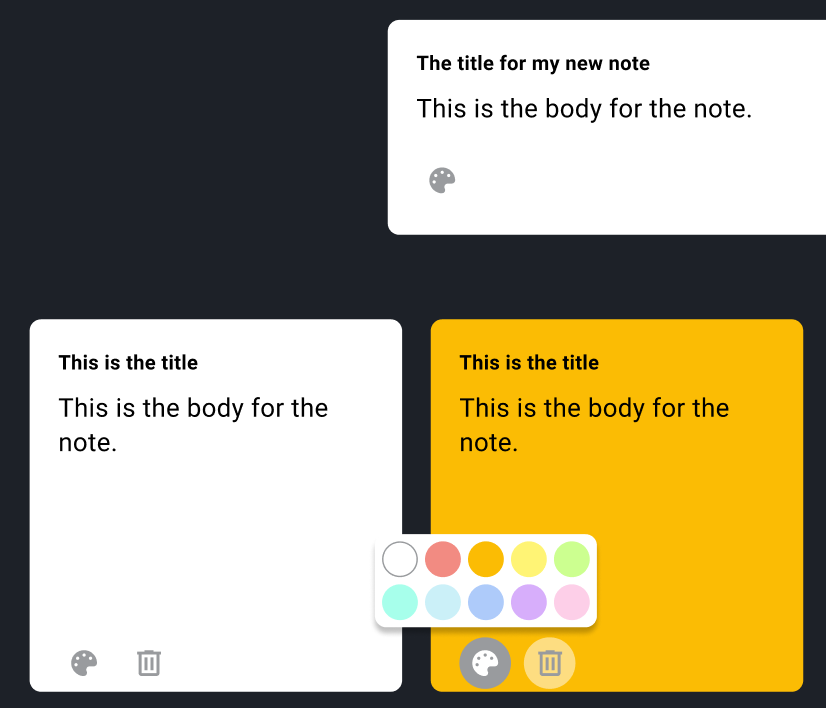 The title for my new note
This is the body for the note.
This is the title
This is the body for the
note.
This is the title
This is the body for the
note.